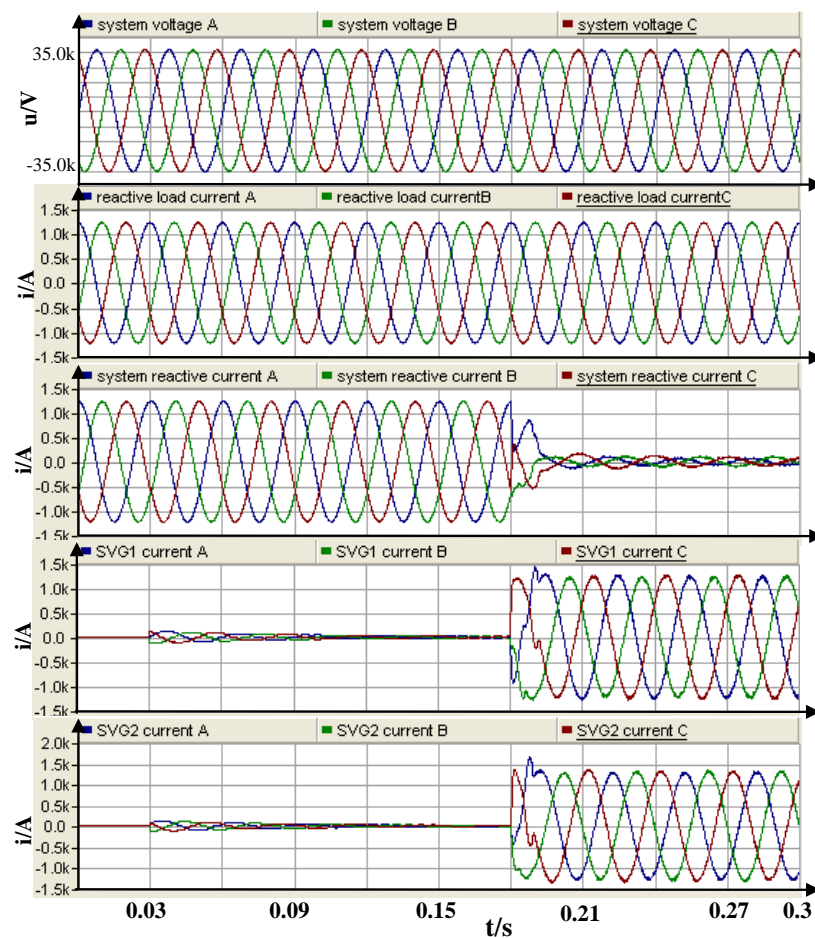 system voltage A system voltage B system voltage C
35.0k
u/V
-35.0k
reactive load current A reactive load currentB reactive load currentC
1.5k
1.0k
0.5k
0.0
-0.5k
-1.0k
-1.5k
i/A
system reactive current A system reactive current B system reactive current C
1.5k
1.0k
0.5k
0.0
-0.5k
-1.0k
-1.5k
i/A
SVG1 current A SVG1 current B SVG1 current C
1.5k
1.0k
0.5k
0.0
-0.5k
-1.0k
-1.5k
i/A
SVG2 current A SVG2 current B SVG2 current C
2.0k
1.5k
1.0k
0.5k
0.0
-0.5k
-1.0k
-1.5k
i/A
0.03 0.09 0.15 0.21 0.27 0.3
t/s